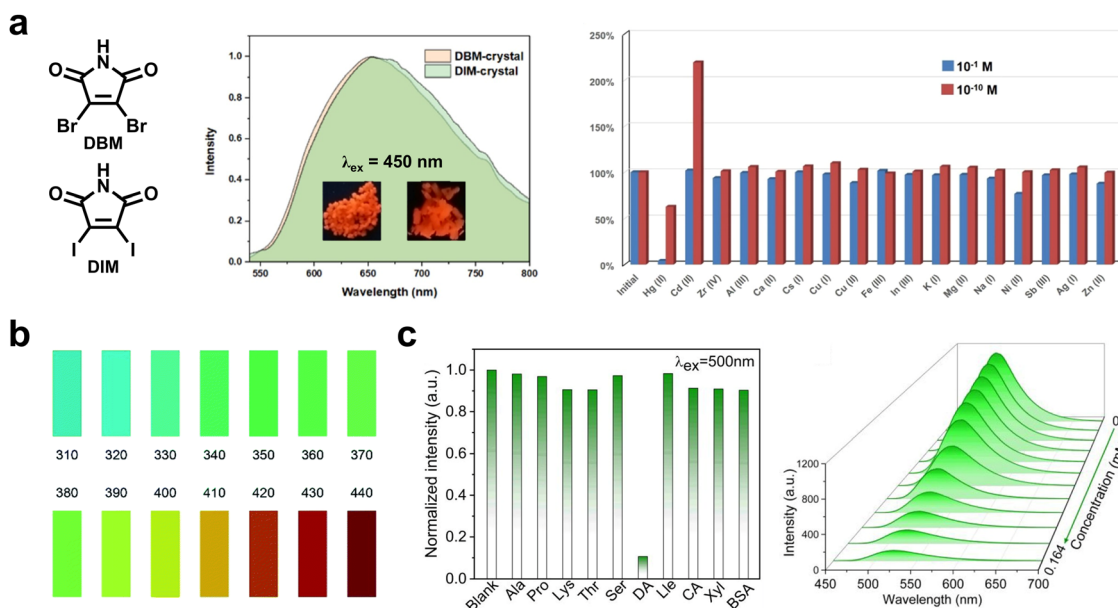 a
NH
O
O
Br
Br
DBM
NH
O
O
I
I
DIM
Intensity
1.0
0.8
0.6
0.4
0.2
0.0
DBM-crystal
DIM-crystal
λex = 450 nm
550 600 650 700 750 800
Wavelength (nm)
250%
200%
150%
100%
50%
0%
10-1 M
10-10 M
Initial
Hg (II)
Cd (II)
Zr (IV)
Al (III)
Ca (II)
Cs (I)
Cu (I)
Cu (II)
Fe (III)
In (III)
K (I)
Mg (II)
Na (I)
Ni (II)
Sb (III)
Ag (I)
Zn (II)
b
310 320 330 340 350 360 370
380 390 400 410 420 430 440
c
Normalized intensity (a.u.)
1.0
0.8
0.6
0.4
0.2
0.0
λex=500nm
Blank
Ala
Pro
Lys
Thr
Ser
DA
Lle
CA
Xyl
BSA
Intensity (a.u.)
1200
800
400
0
450 500 550 600 650 700
Wavelength (nm)
0.164
Concentration